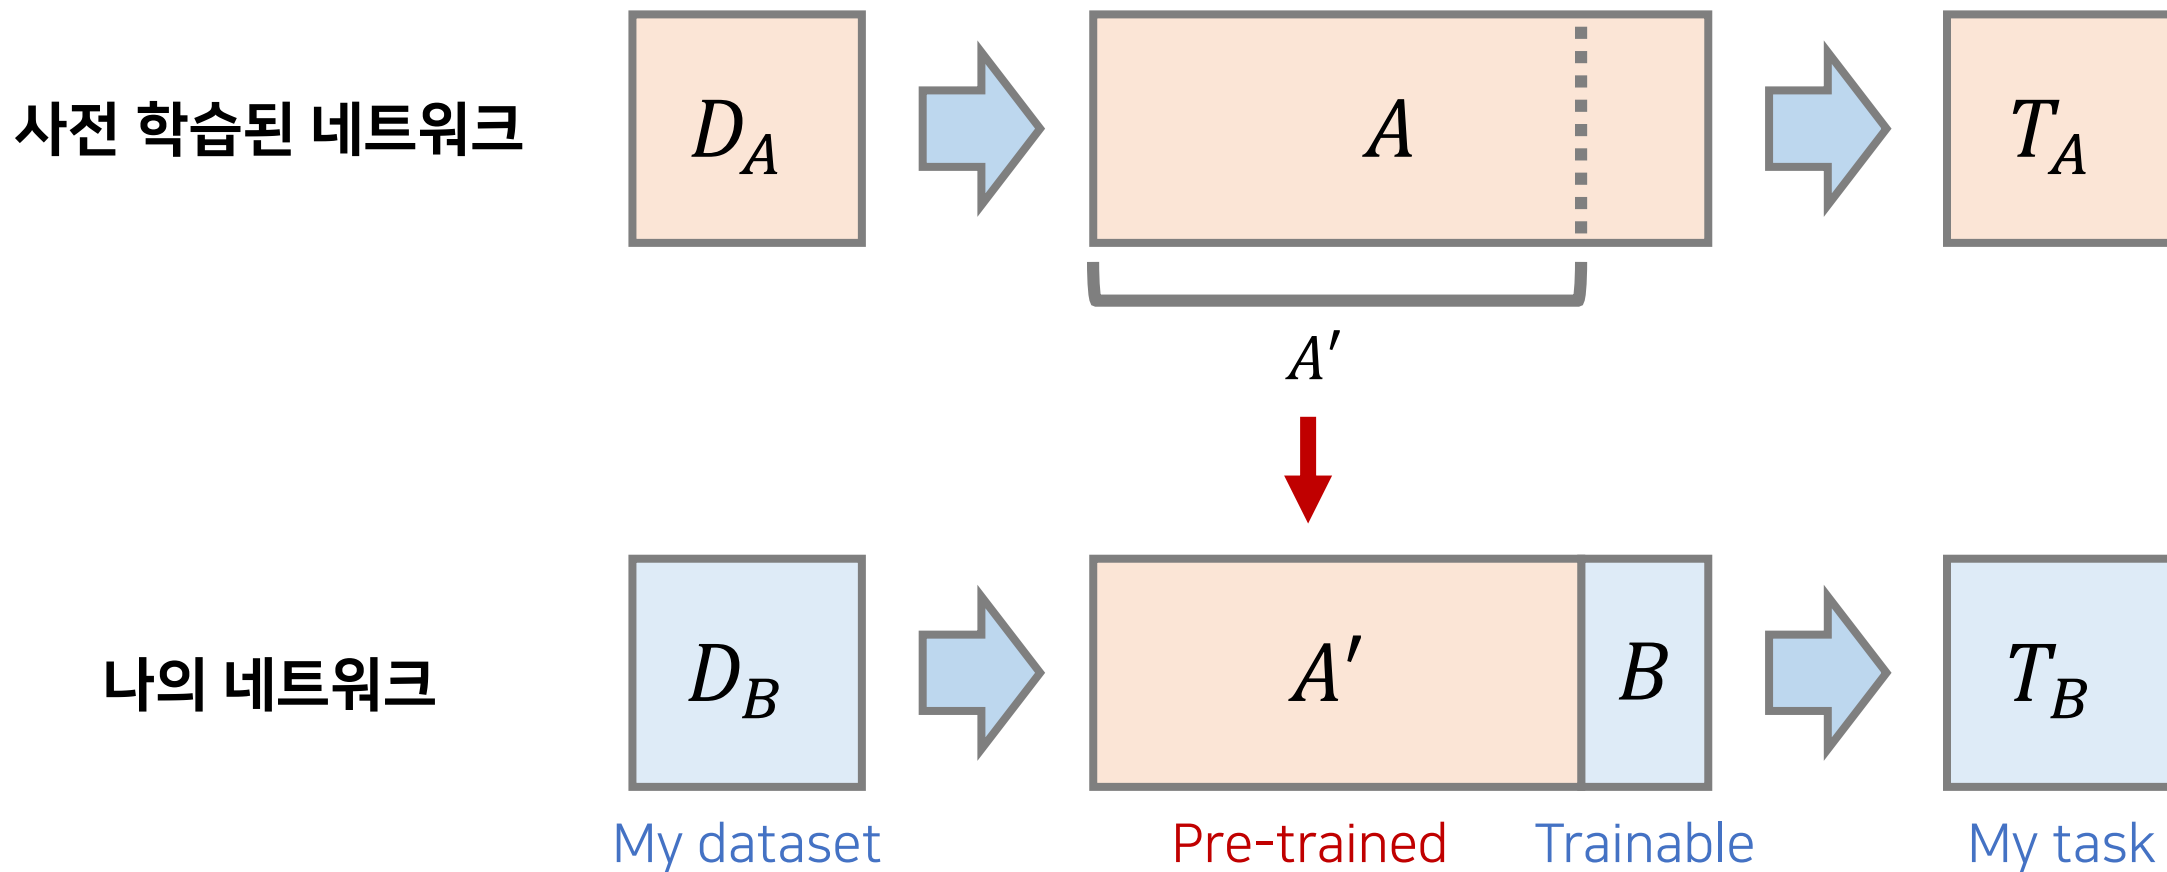 사전 학습된 네트워크
D_A
A
T_A
A′
나의 네트워크
D_B
A′
B
T_B
My dataset
Pre-trained
Trainable
My task